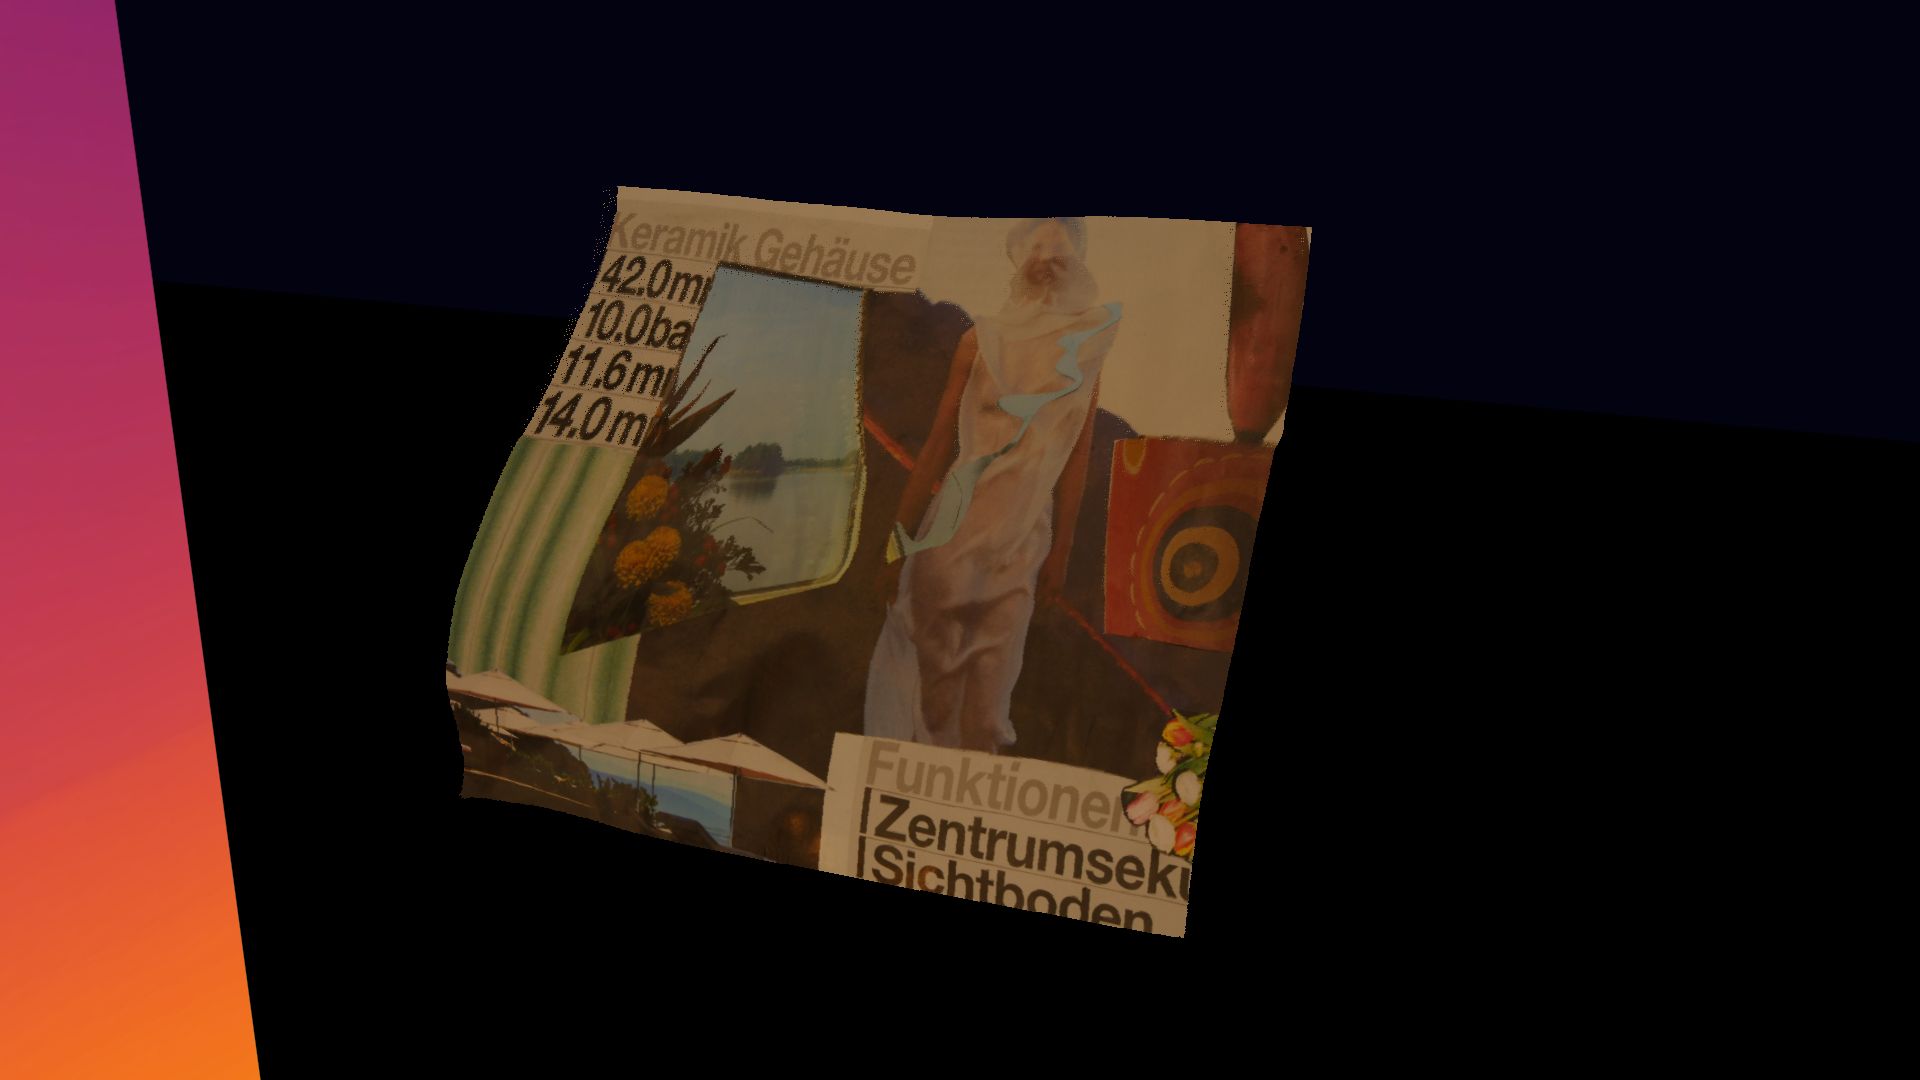 Keramik Gehäuse
42.0m
10.0ba
11.6m
14.0m
Funktionen
Zentrumseku
Sichtboden